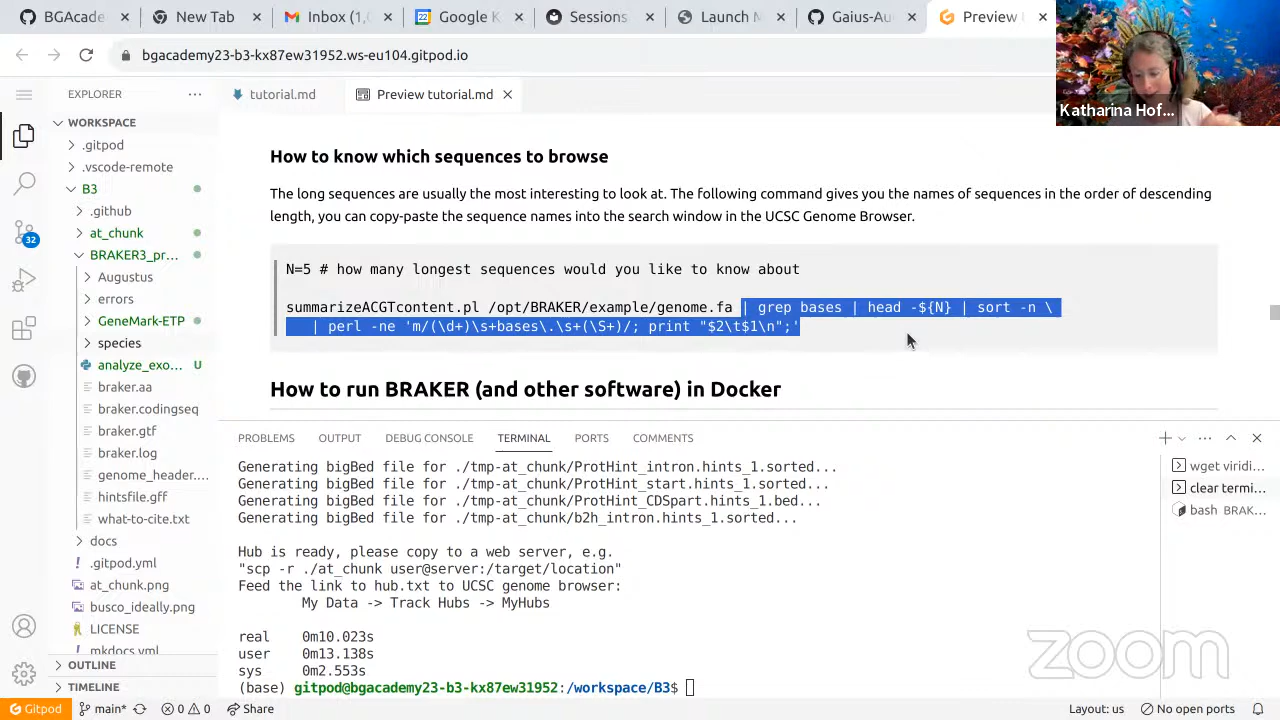 BGAcade
New Tab
Inbox (1,0
Google K
Sessions
Launch M
Gaius-Au
Preview
bgacademy23-b3-kx87ew31952.ws-eu104.gitpod.io
Katharina Hof...
EXPLORER
tutorial.md
Preview tutorial.md
WORKSPACE
.gitpod
.vscode-remote
B3
.github
at_chunk
BRAKER3_pr...
Augustus
errors
GeneMark-ETP
species
analyze_exo... U
braker.aa
braker.codingseq
braker.gtf
braker.log
genome_header....
hintsfile.gff
what-to-cite.txt
docs
.gitpod.yml
at_chunk.png
busco_ideally.png
LICENSE
mkdocs.yml
OUTLINE
TIMELINE
32
How to know which sequences to browse
The long sequences are usually the most interesting to look at. The following command gives you the names of sequences in the order of descending
length, you can copy-paste the sequence names into the search window in the UCSC Genome Browser.
N=5 # how many longest sequences would you like to know about
summarizeACGTcontent.pl /opt/BRAKER/example/genome.fa | grep bases | head -${N} | sort -n \
| perl -ne 'm/(\d+)\s+bases\.\s+(\S+)/; print "$2\t$1\n";'
How to run BRAKER (and other software) in Docker
PROBLEMS OUTPUT DEBUG CONSOLE TERMINAL PORTS COMMENTS
Generating bigBed file for ./tmp-at_chunk/ProtHint_intron.hints_1.sorted...
Generating bigBed file for ./tmp-at_chunk/ProtHint_start.hints_1.sorted...
Generating bigBed file for ./tmp-at_chunk/ProtHint_CDSpart.hints_1.bed...
Generating bigBed file for ./tmp-at_chunk/b2h_intron.hints_1.sorted...
Hub is ready, please copy to a web server, e.g.
"scp -r ./at_chunk user@server:/target/location"
Feed the link to hub.txt to UCSC genome browser:
My Data -> Track Hubs -> MyHubs
real 0m10.023s
user 0m13.138s
sys 0m2.553s
(base) gitpod@bgacademy23-b3-kx87ew31952:/workspace/B3$
wget viridi...
clear termi...
bash BRAK...
zoom
Gitpod
main*
0 0
Share
Layout: us
No open ports